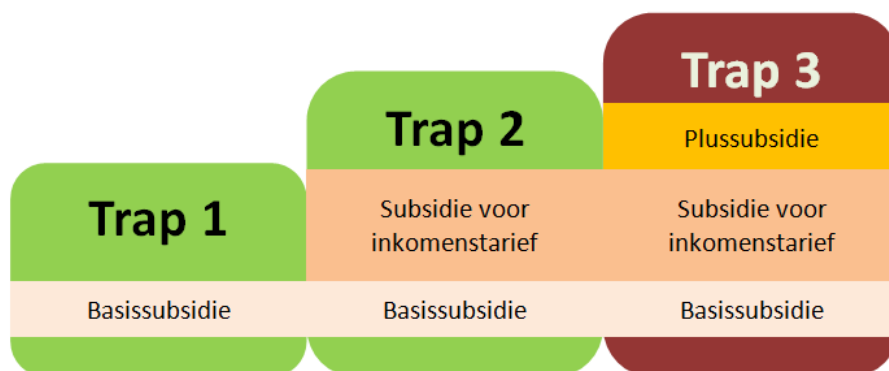 Trap 1
Basissubsidie
Trap 2
Subsidie voor
inkomenstarief
Basissubsidie
Trap 3
Plussubsidie
Subsidie voor
inkomenstarief
Basissubsidie